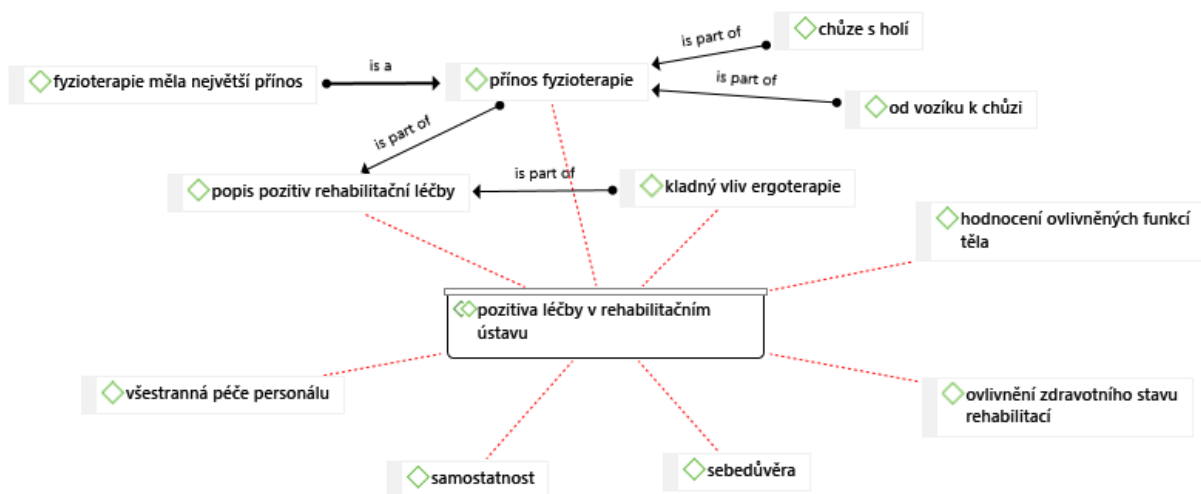 chůze s holí
is part of
is a
fyzioterapie měla největší přínos
přínos fyzioterapie
is part of
od vozíku k chůzi
is part of
is part of
popis pozitiv rehabilitační léčby
kladný vliv ergoterapie
hodnocení ovlivněných funkcí
těla
pozitiva léčby v rehabilitačním
ústavu
všestranná péče personálu
ovlivnění zdravotního stavu
rehabilitací
samostatnost
sebedůvěra